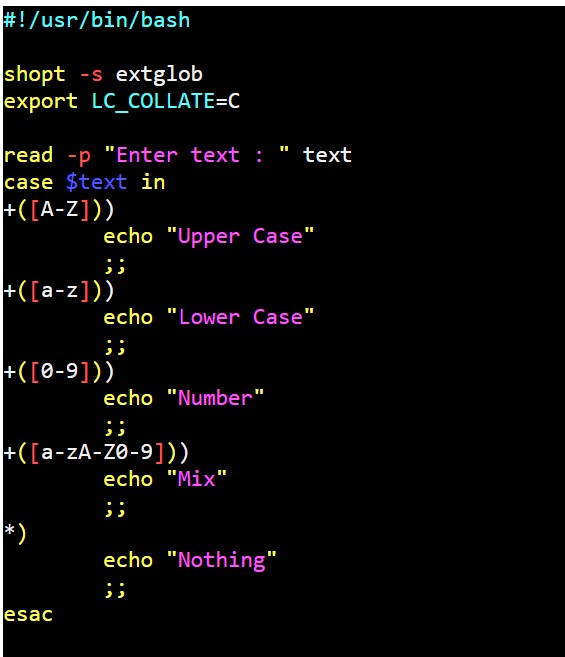 #!/usr/bin/bash
shopt -s extglob
export LC_COLLATE=C
read -p "Enter text : " text
case $text in
+([A-Z]))
echo "Upper Case"
;;
+([a-z]))
echo "Lower Case"
;;
+([0-9]))
echo "Number"
;;
+([a-zA-Z0-9]))
echo "Mix"
;;
*)
echo "Nothing"
;;
esac